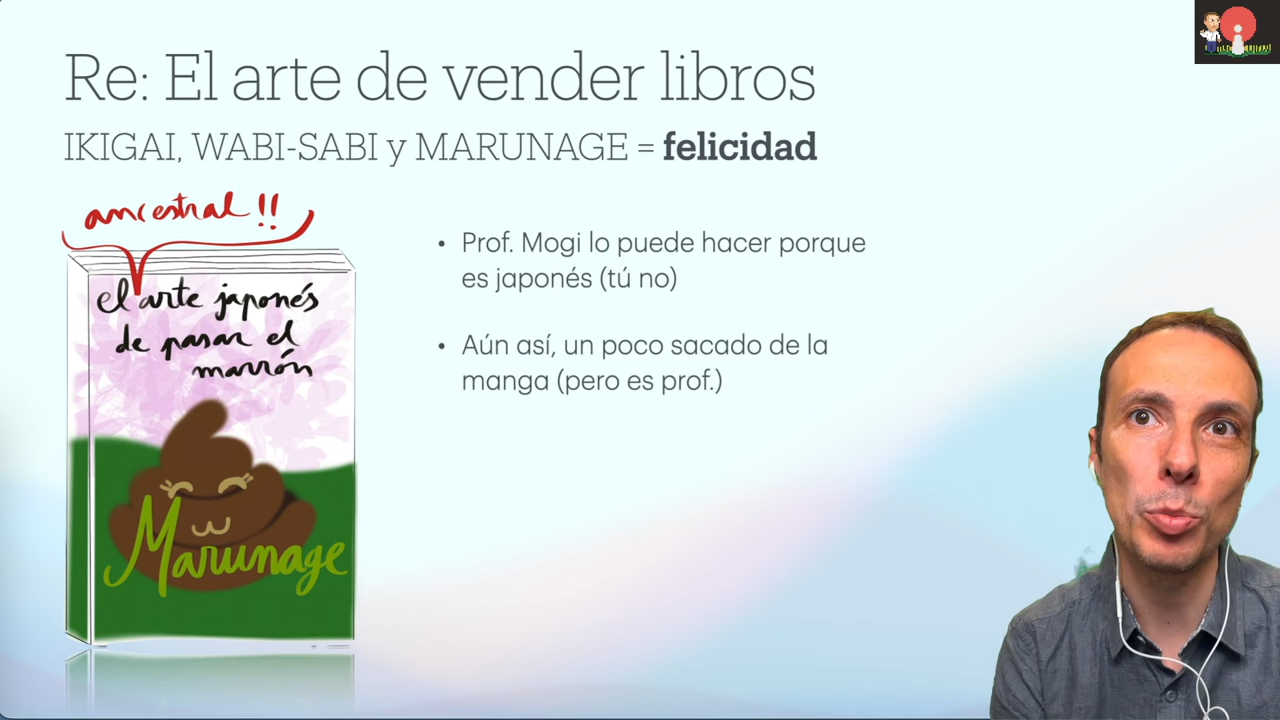 Re: El arte de vender libros
IKIGAI, WABI-SABI y MARUNAGE = felicidad
ancestral !!
el arte japonés
de pasar el
marrón
Marunage
• Prof. Mogi lo puede hacer porque
es japonés (tú no)
• Aún así, un poco sacado de la
manga (pero es prof.)